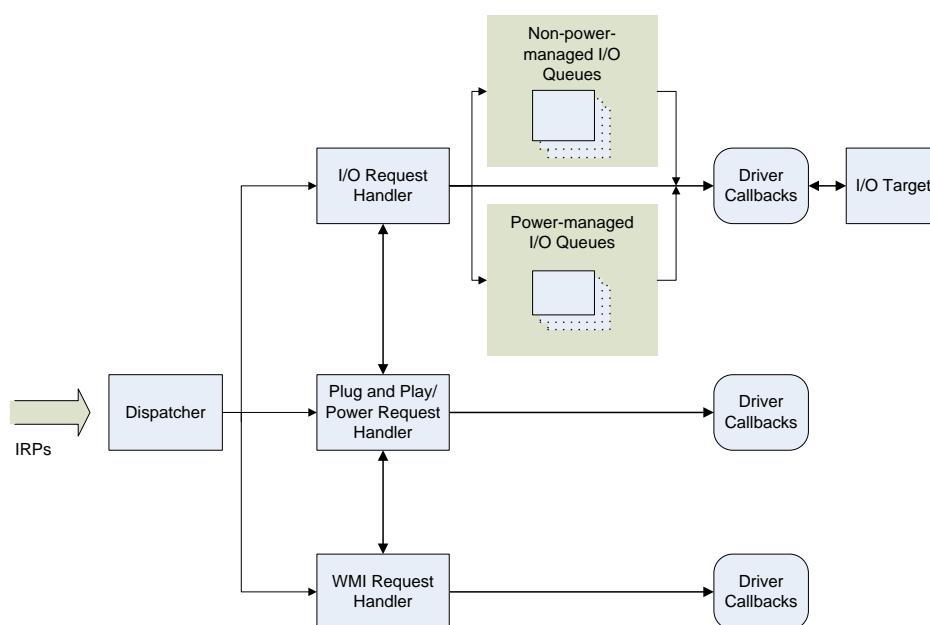 Non-power-
managed I/O
Queues
I/O Request
Handler
Driver
Callbacks
I/O Target
Power-managed
I/O Queues
IRPs
Dispatcher
Plug and Play/
Power Request
Handler
Driver
Callbacks
WMI Request
Handler
Driver
Callbacks